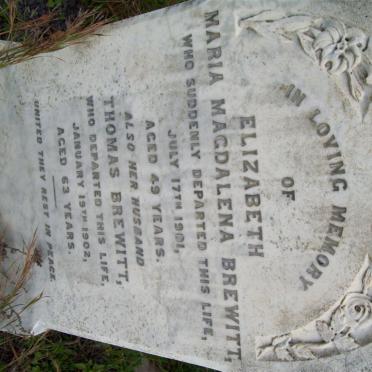 IN LOVING MEMORY
OF
ELIZABETH
MARIA MAGDALENA BREWITT,
WHO SUDDENLY DEPARTED THIS LIFE,
JULY 17TH 1901,
AGED 49 YEARS.
ALSO HER HUSBAND
THOMAS BREWITT,
WHO DEPARTED THIS LIFE,
JANUARY 19TH 1902,
AGED 63 YEARS.
UNITED THEY REST IN PEACE.